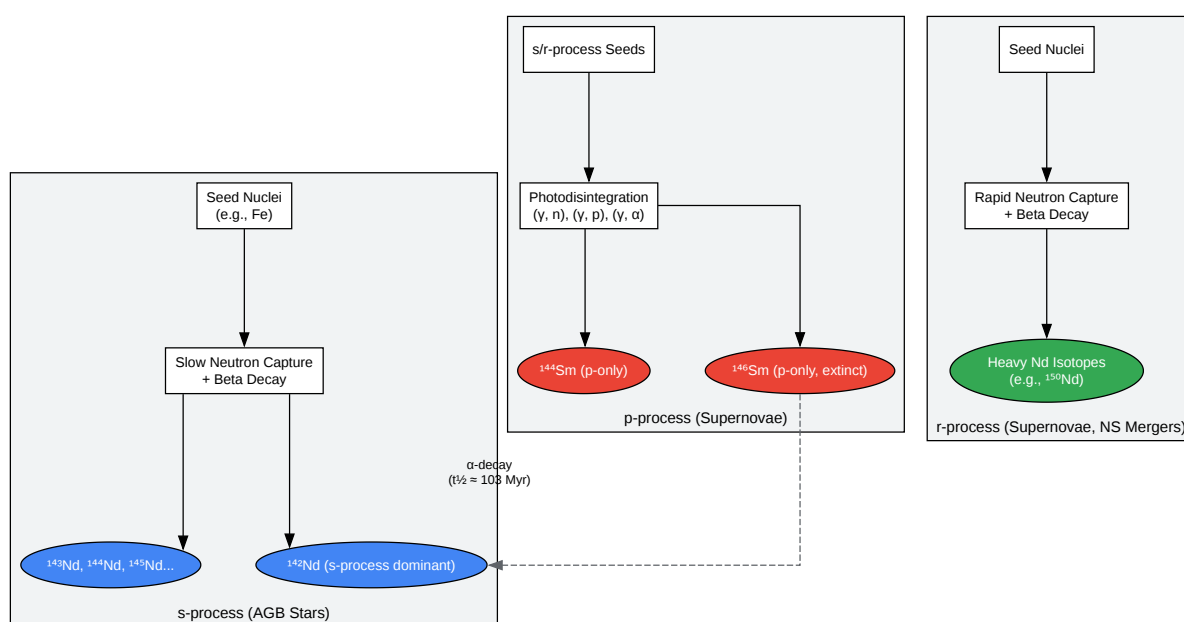 s/r-process Seeds
Photodisintegration
(γ, n), (γ, p), (γ, α)
¹⁴⁴Sm (p-only)
¹⁴⁶Sm (p-only, extinct)
p-process (Supernovae)
Seed Nuclei
Rapid Neutron Capture
+ Beta Decay
Heavy Nd Isotopes
(e.g., ¹⁵⁰Nd)
r-process (Supernovae, NS Mergers)
Seed Nuclei
(e.g., Fe)
Slow Neutron Capture
+ Beta Decay
α-decay
(t½ ≈ 103 Myr)
¹⁴³Nd, ¹⁴⁴Nd, ¹⁴⁵Nd...
¹⁴²Nd (s-process dominant)
s-process (AGB Stars)